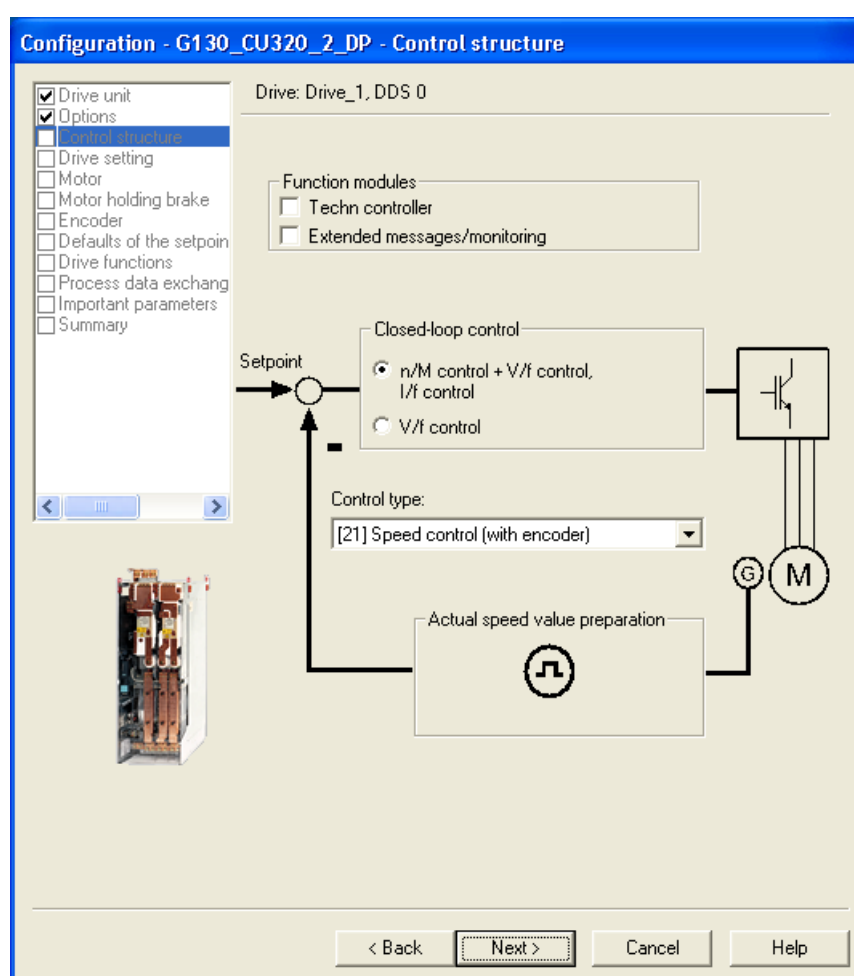 Configuration - G130_CU320_2_DP - Control structure
Drive unit
Options
Control structure
Drive setting
Motor
Motor holding brake
Encoder
Defaults of the setpoin
Drive functions
Process data exchang
Important parameters
Summary
Drive: Drive_1, DDS 0
Function modules
Techn controller
Extended messages/monitoring
Closed-loop control
Setpoint
n/M control + V/f control,
I/f control
V/f control
Control type:
[21] Speed control (with encoder)
G
M
Actual speed value preparation
< Back
Next >
Cancel
Help